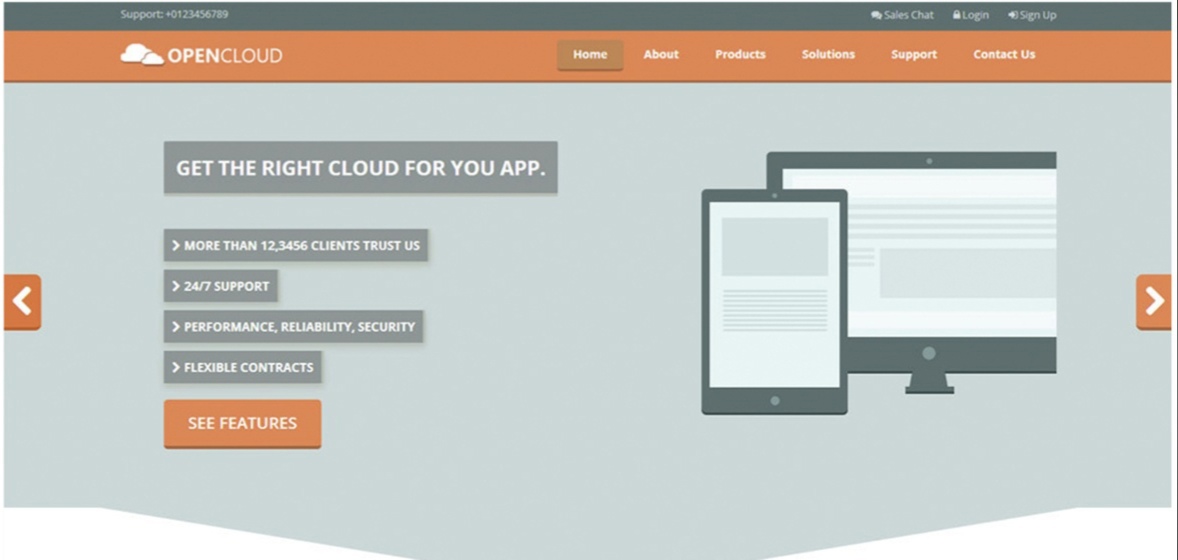 Support: +0123456789
Sales Chat Login Sign Up
OPENCLOUD
Home About Products Solutions Support Contact Us
GET THE RIGHT CLOUD FOR YOU APP.
MORE THAN 12,3456 CLIENTS TRUST US
24/7 SUPPORT
PERFORMANCE, RELIABILITY, SECURITY
FLEXIBLE CONTRACTS
SEE FEATURES